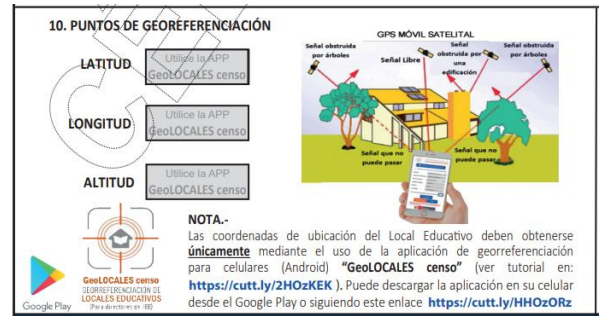 10. PUNTOS DE GEOREFERENCIACIÓN
LATITUD
Utilice la APP
GeoLOCALES censo
LONGITUD
Utilice la APP
GeoLOCALES censo
ALTITUD
Utilice la APP
GeoLOCALES censo
GPS MÓVIL SATELITAL
Señal obstruida
por árboles
Señal Libre
Señal
obstruida por
una
edificación
Señal obstruida
por árboles
Señal que no
puede pasar
Señal que no
puede pasar
GeoLOCALES censo
GEORREFERENCIACIÓN DE
LOCALES EDUCATIVOS
(Para directores de IIEE)
Google Play
NOTA.-
Las coordenadas de ubicación del Local Educativo deben obtenerse
únicamente mediante el uso de la aplicación de georreferenciación
para celulares (Android) "GeoLOCALES censo" (ver tutorial en:
https://cutt.ly/2HOzKEK ). Puede descargar la aplicación en su celular
desde el Google Play o siguiendo este enlace https://cutt.ly/HHOzORz